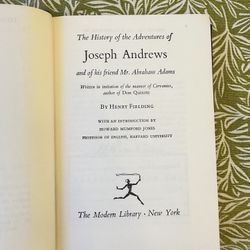 The History of the Adventures of
Joseph Andrews
and of his friend Mr. Abraham Adams
Written in imitation of the manner of Cervantes,
author of Don Quixote
By Henry Fielding
WITH AN INTRODUCTION BY
HOWARD MUMFORD JONES
PROFESSOR OF ENGLISH, HARVARD UNIVERSITY
The Modern Library · New York